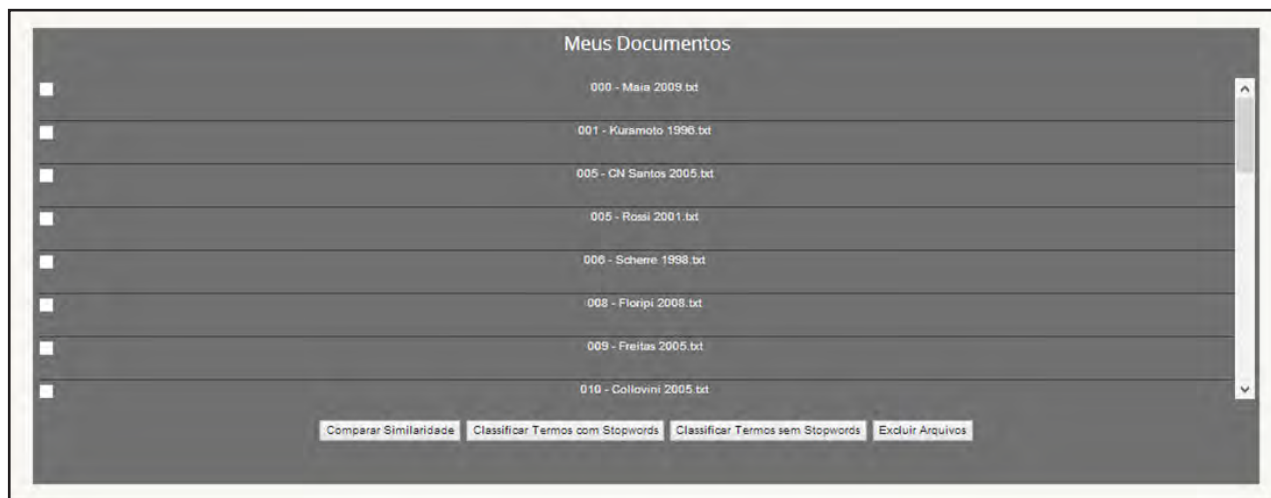 Meus Documentos
000 - Maia 2009.txt
001 - Kuramoto 1996.txt
005 - CN Santos 2005.txt
005 - Rossi 2001.txt
006 - Scherre 1998.txt
008 - Floripi 2008.txt
009 - Freitas 2005.txt
010 - Collovini 2005.txt
Comparar Similaridade Classificar Termos com Stopwords Classificar Termos sem Stopwords Excluir Arquivos